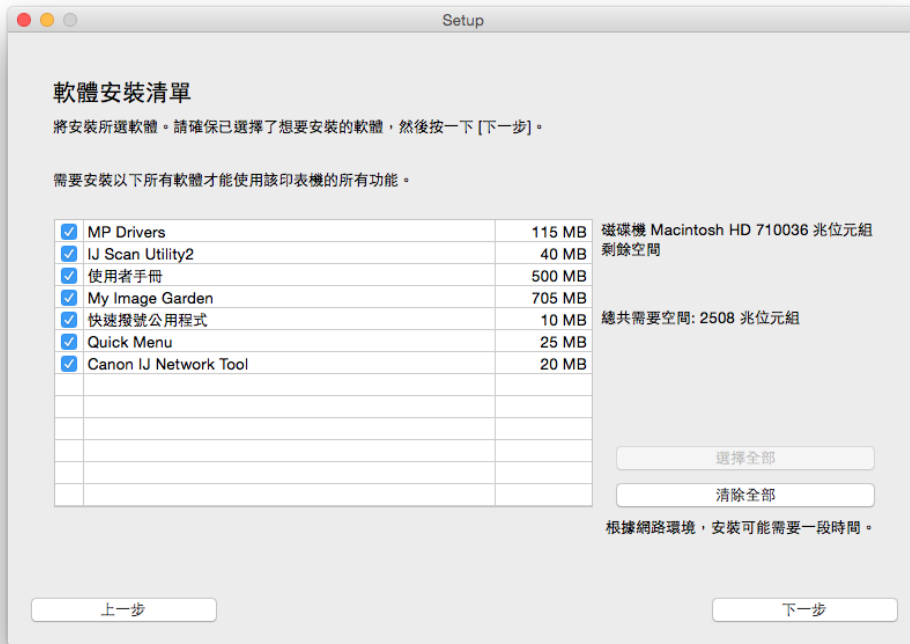 Setup
軟體安裝清單
將安裝所選軟體。請確保已選擇了想要安裝的軟體，然後按一下 [下一步]。
需要安裝以下所有軟體才能使用該印表機的所有功能。
MP Drivers 115 MB
IJ Scan Utility2 40 MB
使用者手冊 500 MB
My Image Garden 705 MB
快速撥號公用程式 10 MB
Quick Menu 25 MB
Canon IJ Network Tool 20 MB
磁碟機 Macintosh HD 710036 兆位元組
剩餘空間
總共需要空間: 2508 兆位元組
選擇全部
清除全部
根據網路環境，安裝可能需要一段時間。
上一步
下一步